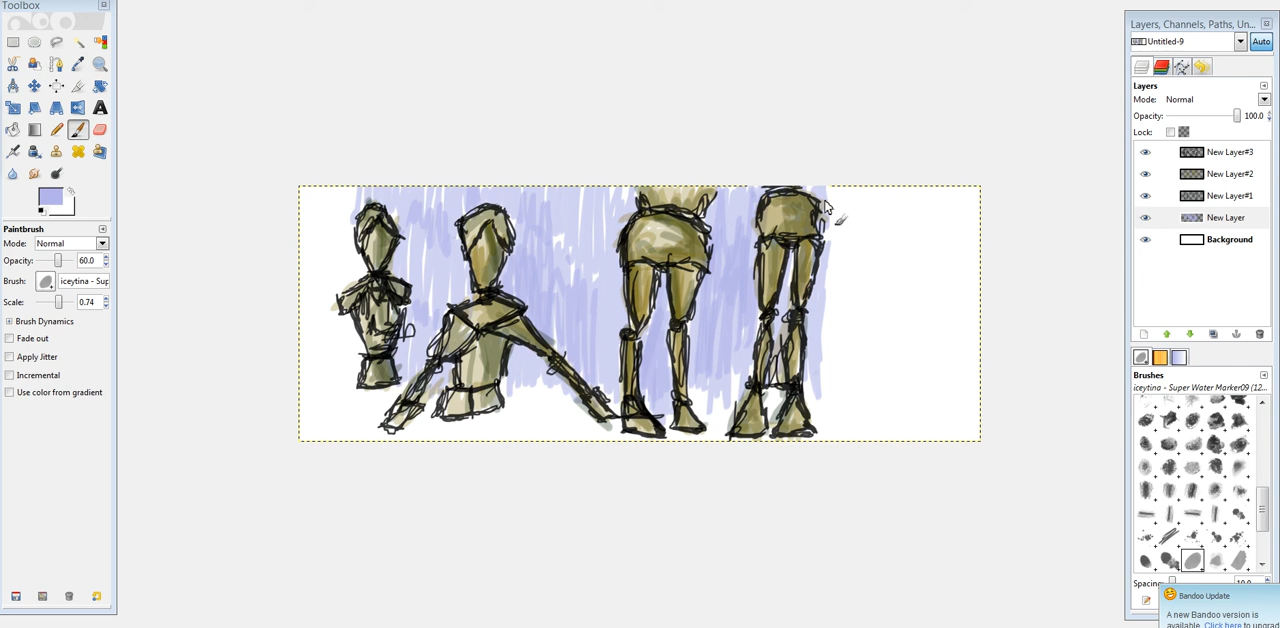 Toolbox
Paintbrush
Mode: Normal
Opacity: 60.0
Brush: iceytina - Sup
Scale: 0.74
Brush Dynamics
Fade out
Apply Jitter
Incremental
Use color from gradient
Layers, Channels, Paths, Un...
Untitled-9 Auto
Layers
Mode: Normal
Opacity: 100.0
Lock:
New Layer#3
New Layer#2
New Layer#1
New Layer
Background
Brushes
iceytina - Super Water Marker09 (12...
Spacing: 10.0
Bandoo Update
A new Bandoo version is
available. Click here to upgrad